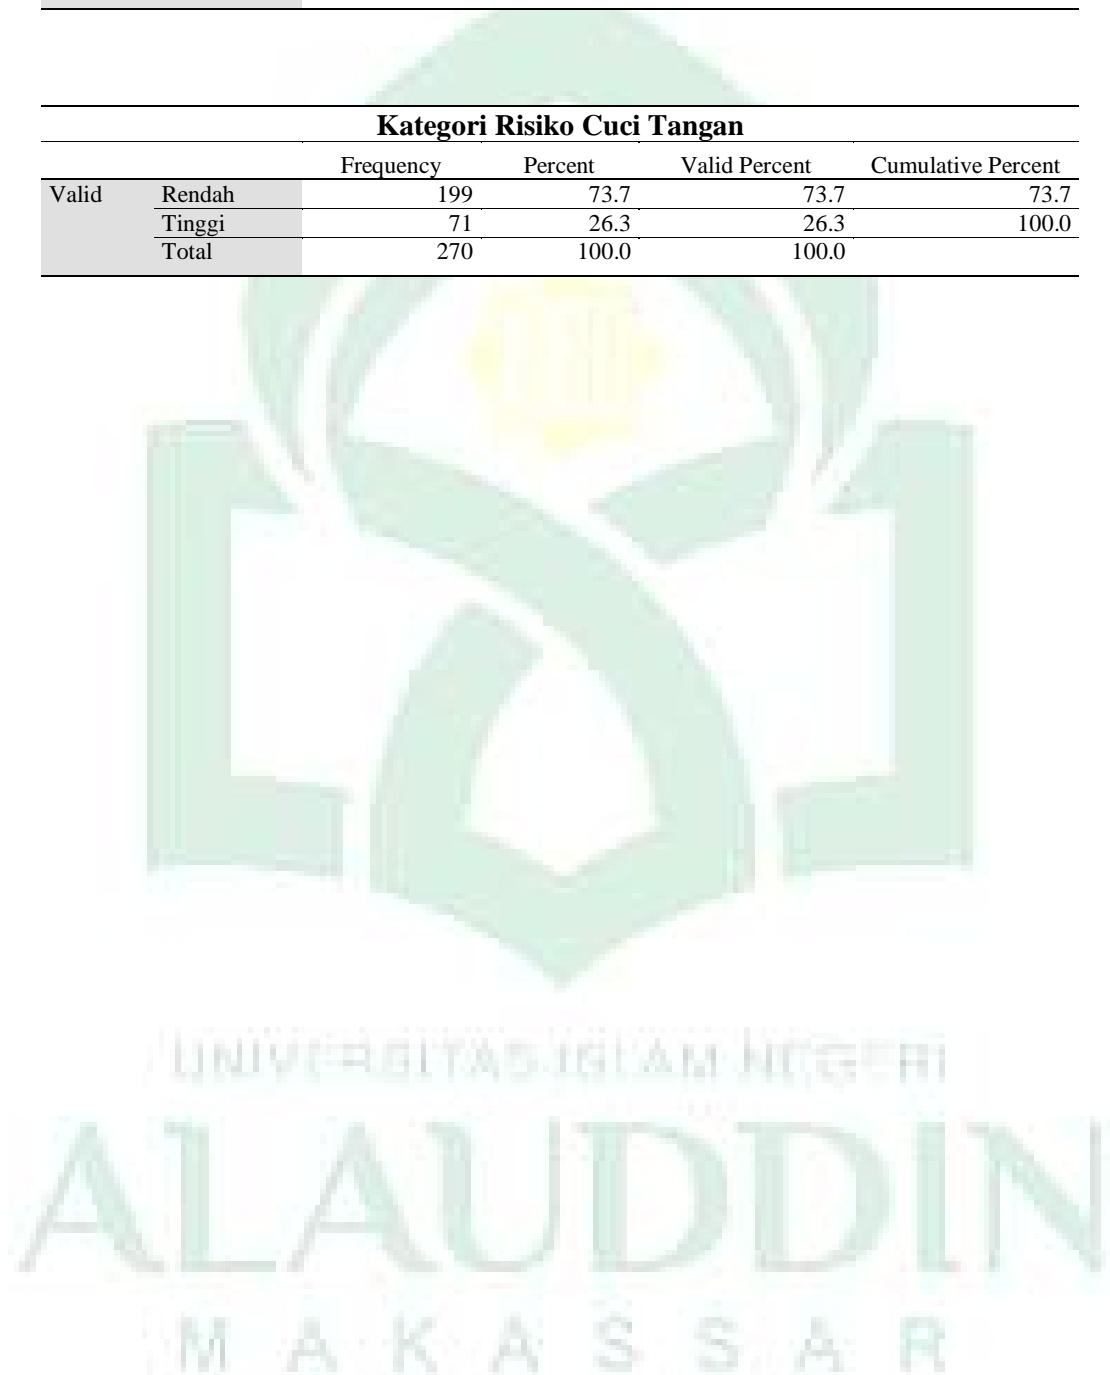 Kategori Risiko Cuci Tangan
Frequency Percent Valid Percent Cumulative Percent
Valid Rendah 199 73.7 73.7 73.7
Tinggi 71 26.3 26.3 100.0
Total 270 100.0 100.0
UNIVERSITAS ISLAM NEGERI
ALAUDDIN
MAKASSAR